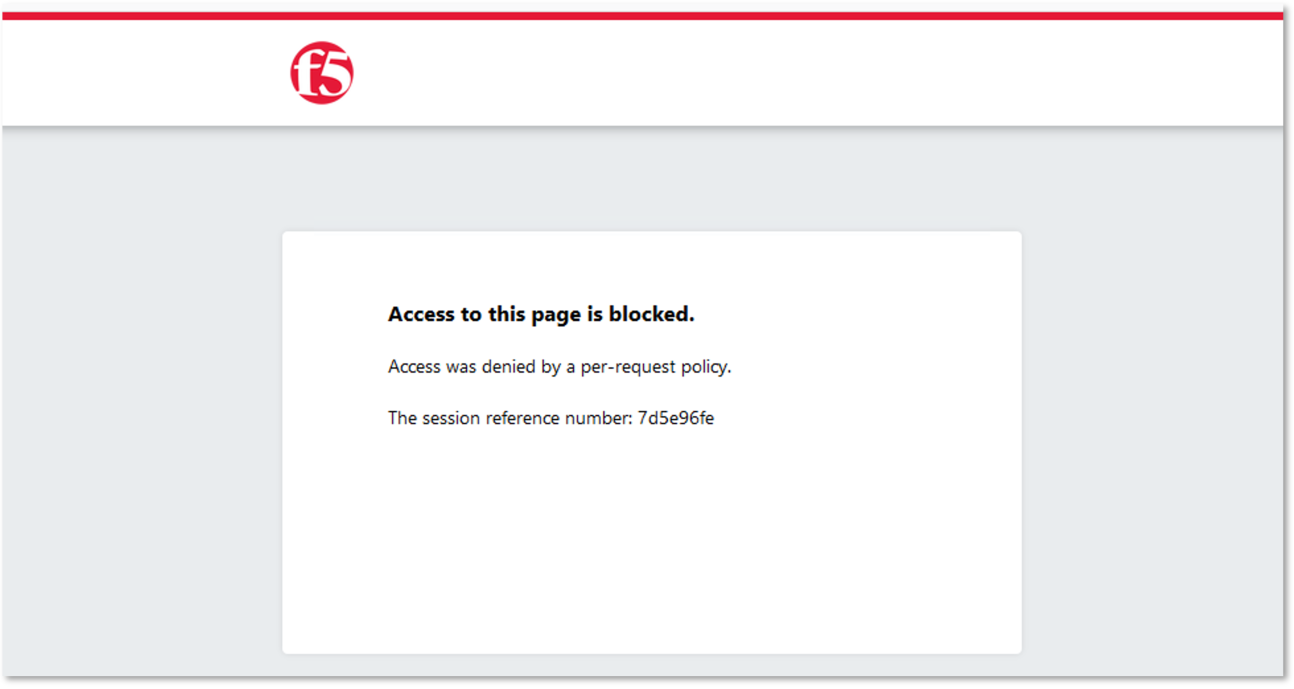 f5
Access to this page is blocked.
Access was denied by a per-request policy.
The session reference number: 7d5e96fe